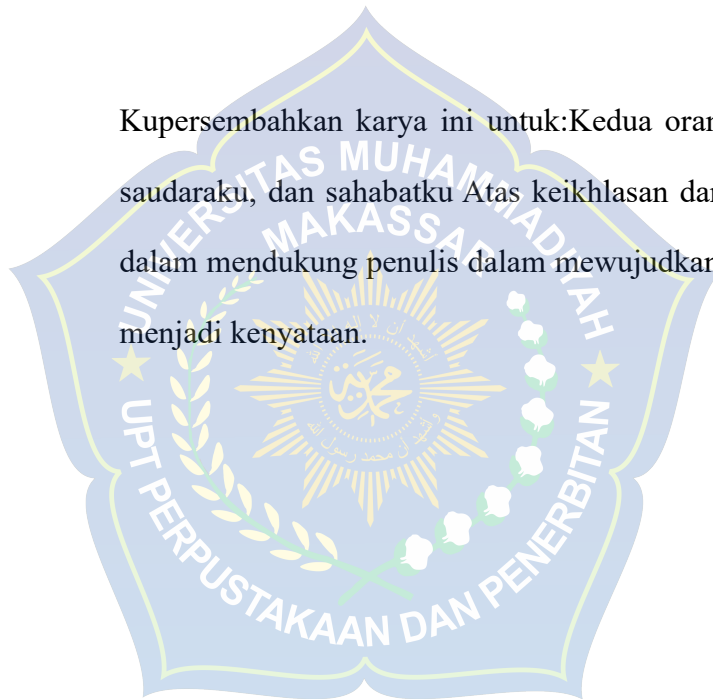 Kupersembahkan karya ini untuk:Kedua oran
saudaraku, dan sahabatku Atas keikhlasan dan
dalam mendukung penulis dalam mewujudkan
menjadi kenyataan.
UNIVERSITAS MUHAMMADIYAH
MAKASSAR
UPT PERPUSTAKAAN DAN PENERBITAN